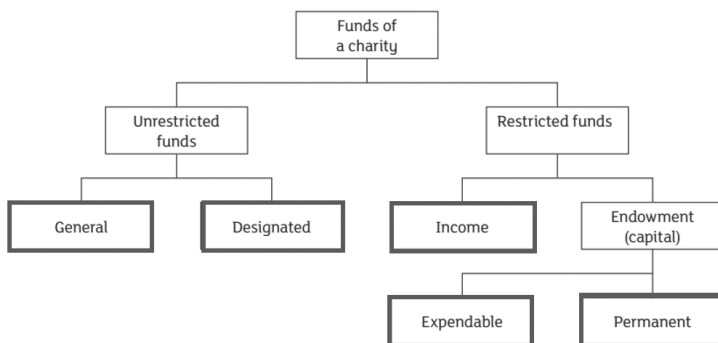 Funds of
a charity
Unrestricted
funds
Restricted funds
General
Designated
Income
Endowment
(capital)
Expendable
Permanent